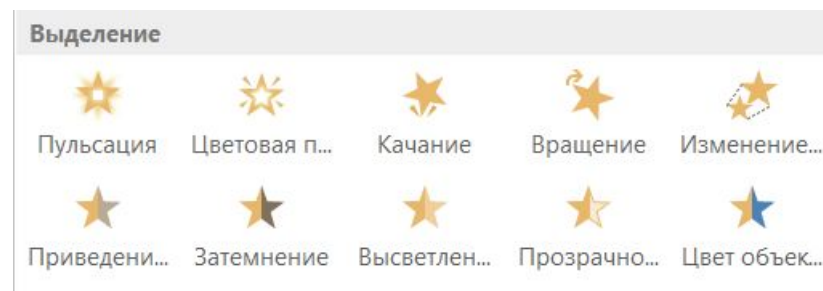 Выделение
Пульсация Цветовая п... Качание Вращение Изменение...
Приведени... Затемнение Высветлен... Прозрачно... Цвет объек...